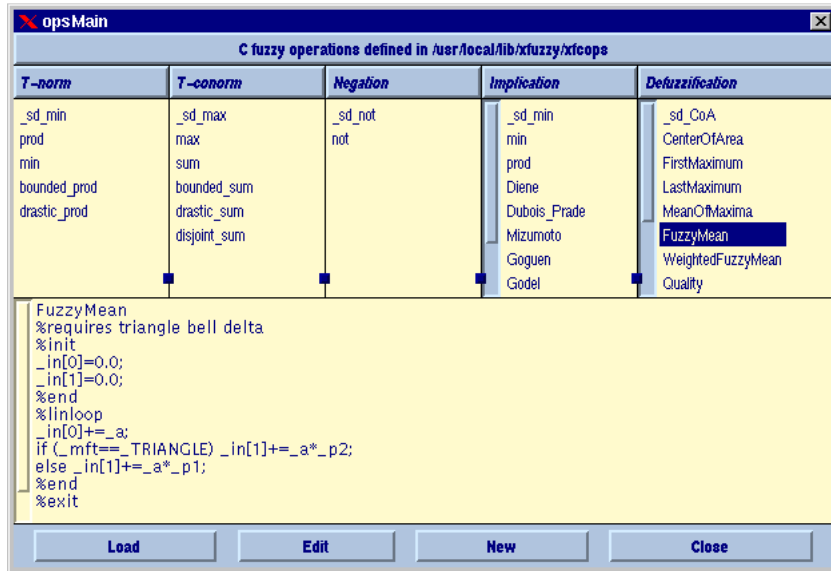 opsMain
C fuzzy operations defined in /usr/local/lib/xfuzzy/xfcops
T-norm
_sd_min
prod
min
bounded_prod
drastic_prod
T-conorm
_sd_max
max
sum
bounded_sum
drastic_sum
disjoint_sum
Negation
_sd_not
not
Implication
_sd_min
min
prod
Diene
Dubois_Prade
Mizumoto
Goguen
Godel
Defuzzification
_sd_CoA
CenterOfArea
FirstMaximum
LastMaximum
MeanOfMaxima
FuzzyMean
WeightedFuzzyMean
Quality
FuzzyMean
%requires triangle bell delta
%init
_in[0]=0.0;
_in[1]=0.0;
%end
%linloop
_in[0]+=_a;
if (_mft==_TRIANGLE) _in[1]+=_a*_p2;
else _in[1]+=_a*_p1;
%end
%exit
Load Edit New Close